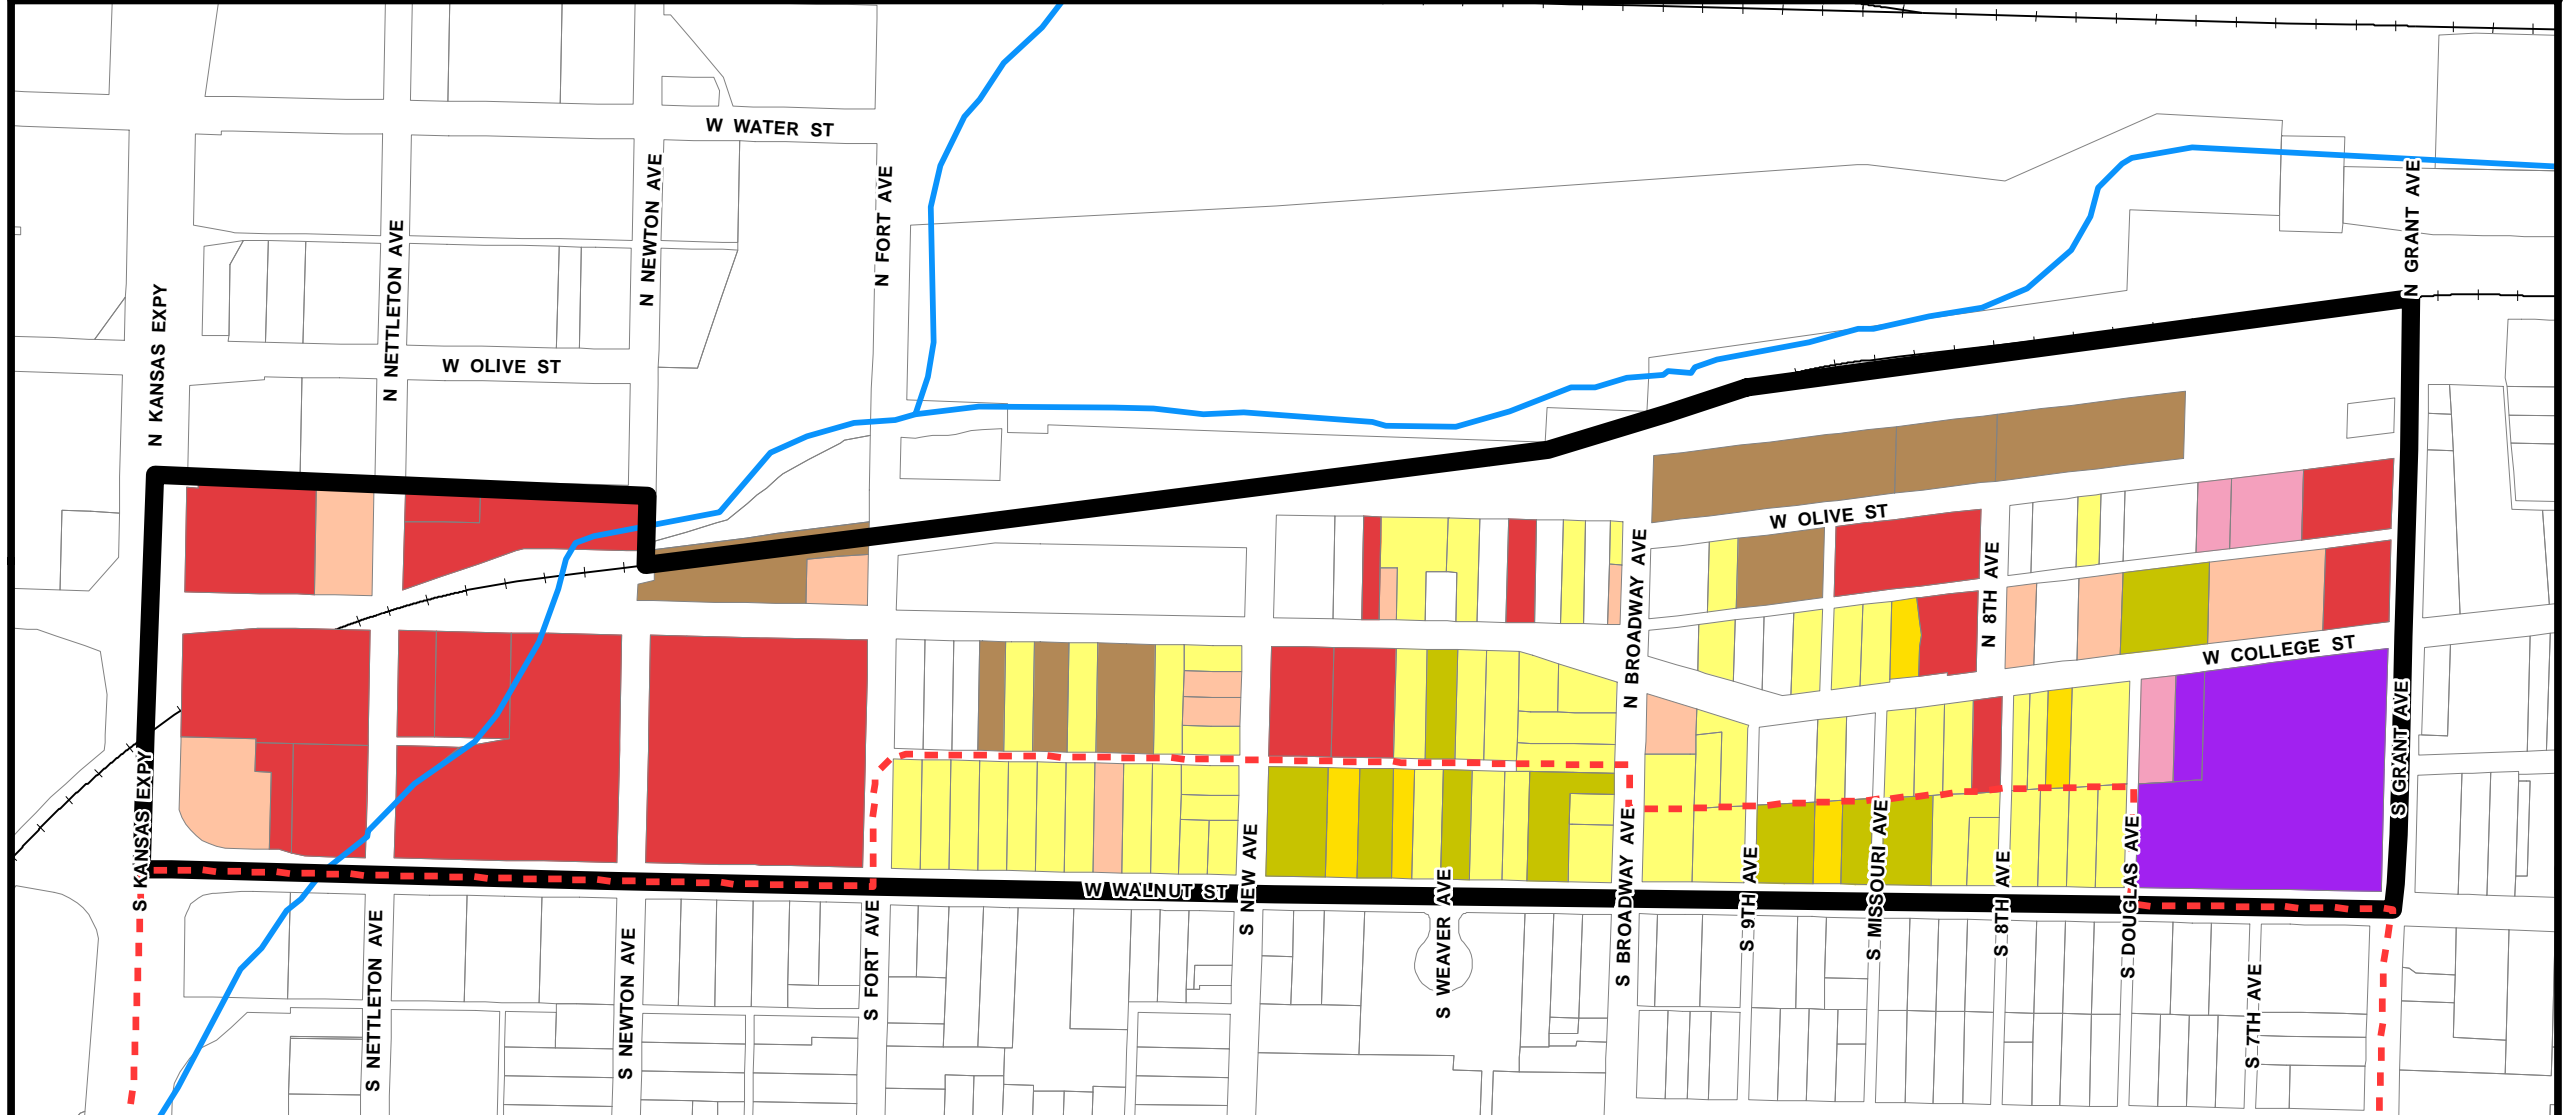 W WATER ST
N NEWTON AVE
N FORT AVE
N GRANT AVE
N NETTLETON AVE
N KANSAS EXPY
W OLIVE ST
W OLIVE ST
N BROADWAY AVE
N 8TH AVE
W COLLEGE ST
S GRANT AVE
S KANSAS EXPY
W WALNUT ST
S NEW AVE
S WEAVER AVE
S BROADWAY AVE
S 9TH AVE
S MISSOURI AVE
S 8TH AVE
S DOUGLAS AVE
S NETTLETON AVE
S NEWTON AVE
S FORT AVE
S 7TH AVE